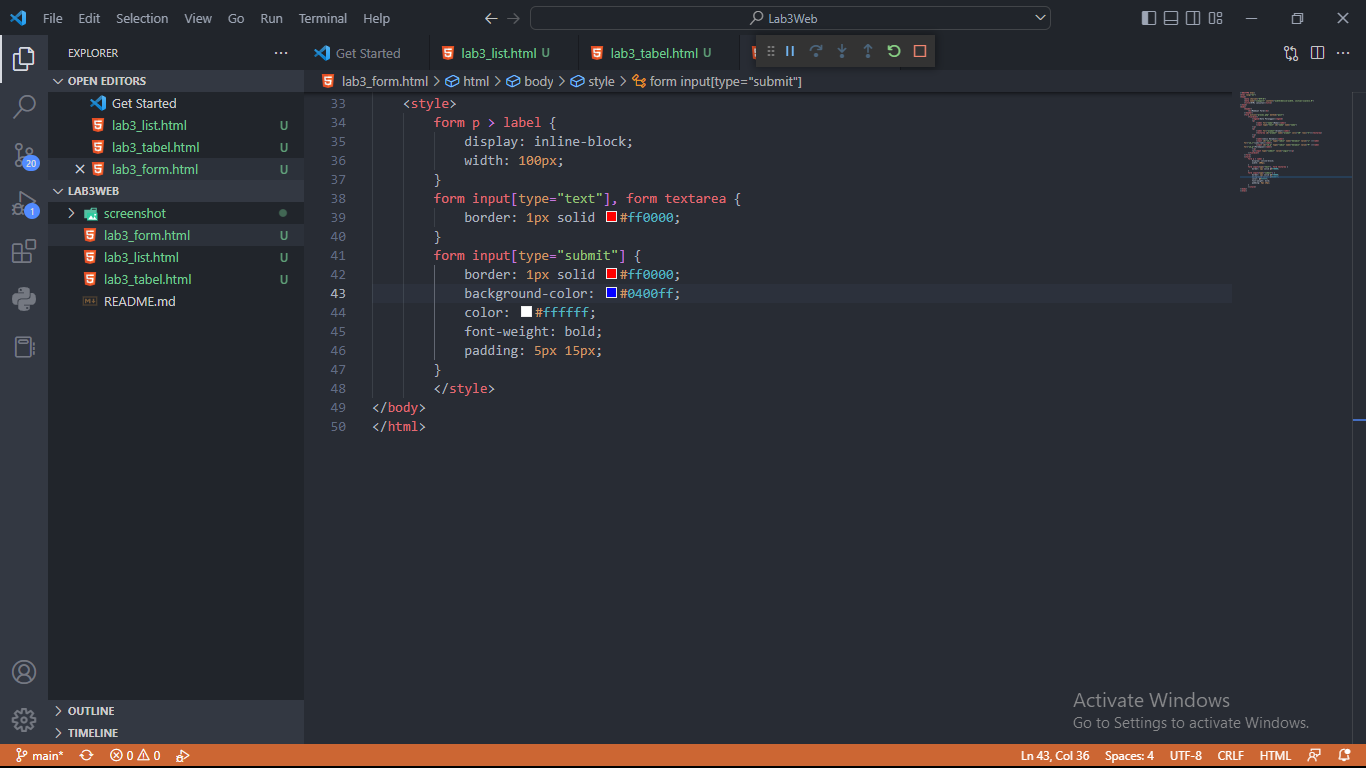 File Edit Selection View Go Run Terminal Help
Lab3Web
EXPLORER
Get Started
lab3_list.html U
lab3_tabel.html U
lab3_form.html > html > body > style > form input[type="submit"]
OPEN EDITORS
Get Started
lab3_list.html U
lab3_tabel.html U
lab3_form.html U
LAB3WEB
screenshot
lab3_form.html U
lab3_list.html U
lab3_tabel.html U
README.md
20
1
33 <style>
34 form p > label {
35 display: inline-block;
36 width: 100px;
37 }
38 form input[type="text"], form textarea {
39 border: 1px solid #ff0000;
40 }
41 form input[type="submit"] {
42 border: 1px solid #ff0000;
43 background-color: #0400ff;
44 color: #ffffff;
45 font-weight: bold;
46 padding: 5px 15px;
47 }
48 </style>
49 </body>
50 </html>
OUTLINE
TIMELINE
Activate Windows
Go to Settings to activate Windows.
main* 0 0
Ln 43, Col 36 Spaces: 4 UTF-8 CRLF HTML